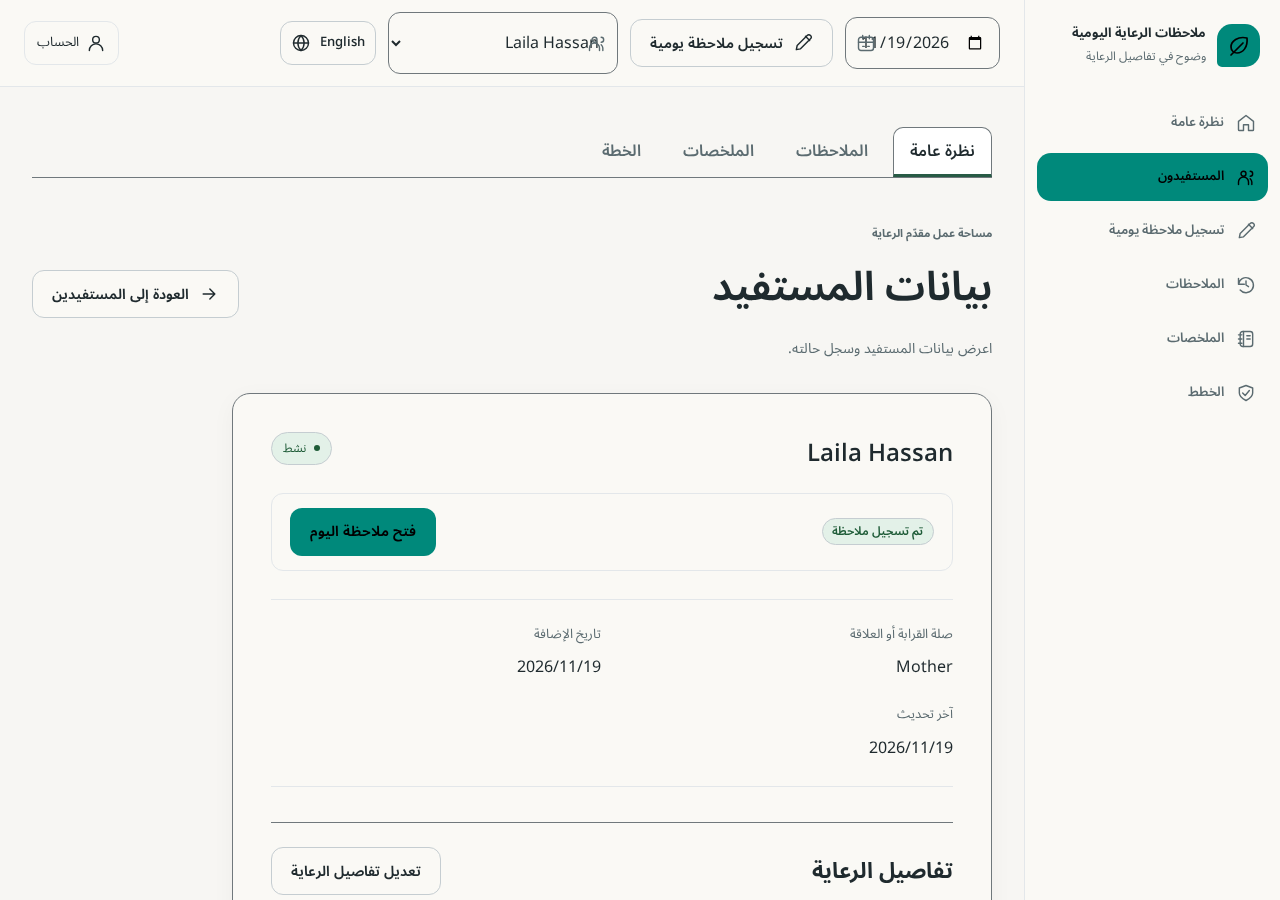 ملاحظات الرعاية اليومية
وضوح في تفاصيل الرعاية
نظرة عامة
المستفيدون
تسجيل ملاحظة يومية
الملاحظات
الملخصات
الخطط
11/19/2026
تسجيل ملاحظة يومية
Laila Hassan
English
الحساب
نظرة عامة
الملاحظات
الملخصات
الخطة
مساحة عمل مقدّم الرعاية
بيانات المستفيد
العودة إلى المستفيدين
اعرض بيانات المستفيد وسجل حالته.
Laila Hassan
نشط
تم تسجيل ملاحظة
فتح ملاحظة اليوم
صلة القرابة أو العلاقة
Mother
تاريخ الإضافة
2026/11/19
آخر تحديث
2026/11/19
تفاصيل الرعاية
تعديل تفاصيل الرعاية